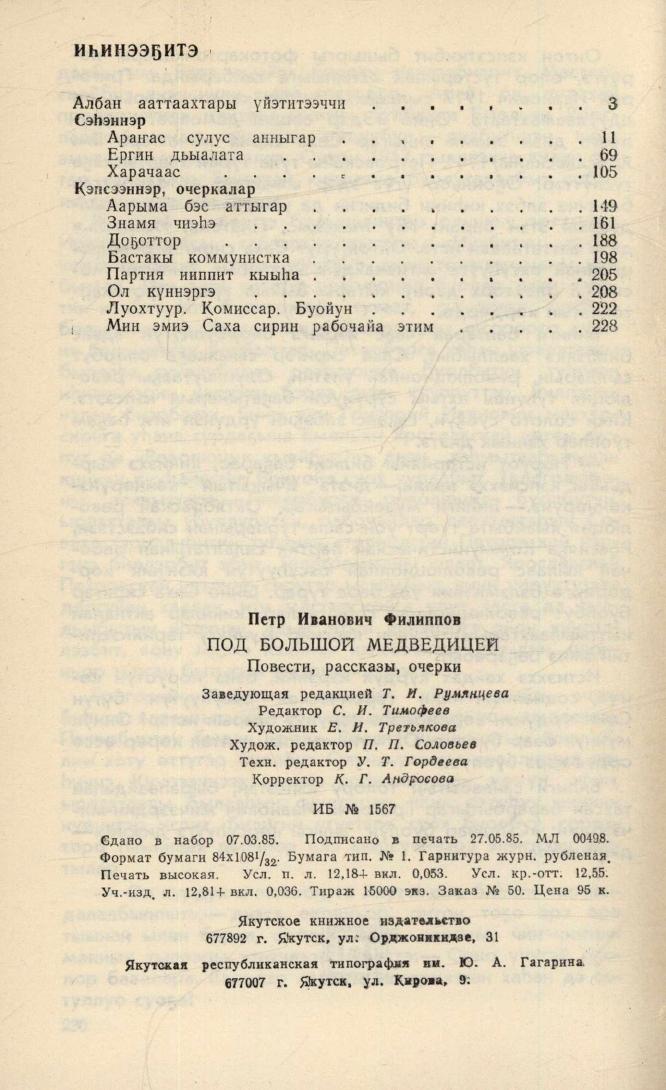 ИҺИНЭЭҔИТЭ
Албан ааттаахтары үйэтитээччи . . . . . . . . 3
Сэһэннэр
Араҥас сулус анныгар . . . . . . . . . 11
Ергин дьыалата . . . . . . . . . . . 69
Харачаас . . . . . . . . . . . . . 105
Кэпсээннэр, очеркалар
Аарыма бэс аттыгар . . . . . . . . . . 149
Знамя чиэһэ . . . . . . . . . . . . 161
Доҕоттор . . . . . . . . . . . . . 188
Бастакы коммунистка . . . . . . . . . . 198
Партия ииппит кыыһа . . . . . . . . . . 205
Ол күннэргэ . . . . . . . . . . . . 208
Луохтуур. Комиссар. Буойун . . . . . . . . 222
Мин эмиэ Саха сирин рабочайа этим . . . . . 228
Петр Иванович Филиппов
ПОД БОЛЬШОЙ МЕДВЕДИЦЕЙ
Повести, рассказы, очерки
Заведующая редакцией Т. И. Румянцева
Редактор С. И. Тимофеев
Художник Е. И. Третьякова
Худож. редактор П. П. Соловьев
Техн. редактор У. Т. Гордеева
Корректор К. Г. Андросова
ИБ № 1567
Сдано в набор 07.03.85. Подписано в печать 27.05.85. МЛ 00498.
Формат бумаги 84х108¹/₃₂. Бумага тип. № 1. Гарнитура журн. рубленая.
Печать высокая. Усл. п. л. 12,18+ вкл. 0,053. Усл. кр.-отт. 12,55.
Уч.-изд. л. 12,81+ вкл. 0,036. Тираж 15000 экз. Заказ № 50. Цена 95 к.
Якутское книжное издательство
677892 г. Якутск, ул: Орджоникидзе, 31
Якутская республиканская типография им. Ю. А. Гагарина.
677007 г. Якутск, ул. Кирова, 9: